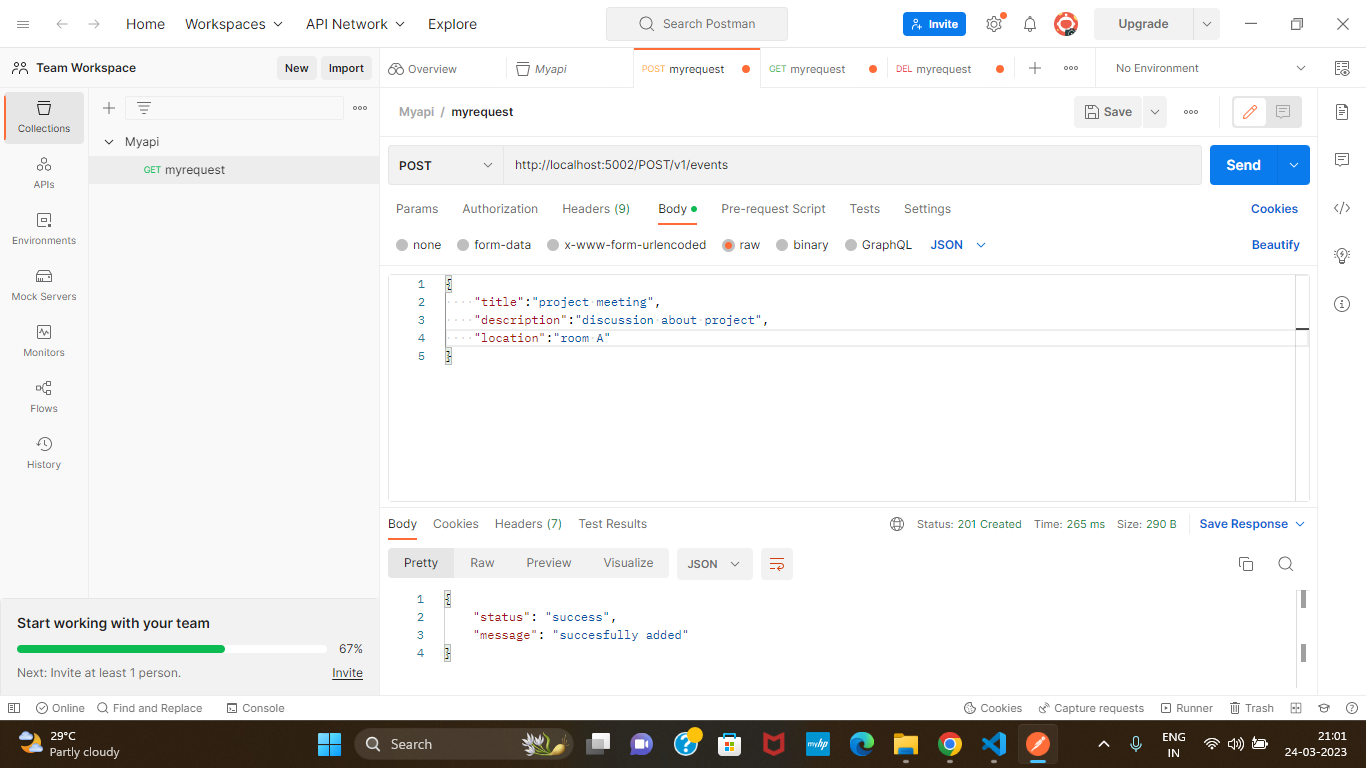 Home Workspaces API Network Explore Search Postman Invite Upgrade
Team Workspace New Import Overview Myapi POST myrequest GET myrequest DEL myrequest No Environment
Collections
APIs
Environments
Mock Servers
Monitors
Flows
History
Myapi
GET myrequest
Myapi / myrequest Save
POST http://localhost:5002/POST/v1/events Send
Params Authorization Headers (9) Body Pre-request Script Tests Settings Cookies
none form-data x-www-form-urlencoded raw binary GraphQL JSON Beautify
1 {
2 "title":"project meeting",
3 "description":"discussion about project",
4 "location":"room A"
5 }
Body Cookies Headers (7) Test Results Status: 201 Created Time: 265 ms Size: 290 B Save Response
Pretty Raw Preview Visualize JSON
1 {
2 "status": "success",
3 "message": "succesfully added"
4 }
Start working with your team
67%
Next: Invite at least 1 person. Invite
Online Find and Replace Console Cookies Capture requests Runner Trash
29°C
Partly cloudy
Search
myhp
ENG
IN
21:01
24-03-2023